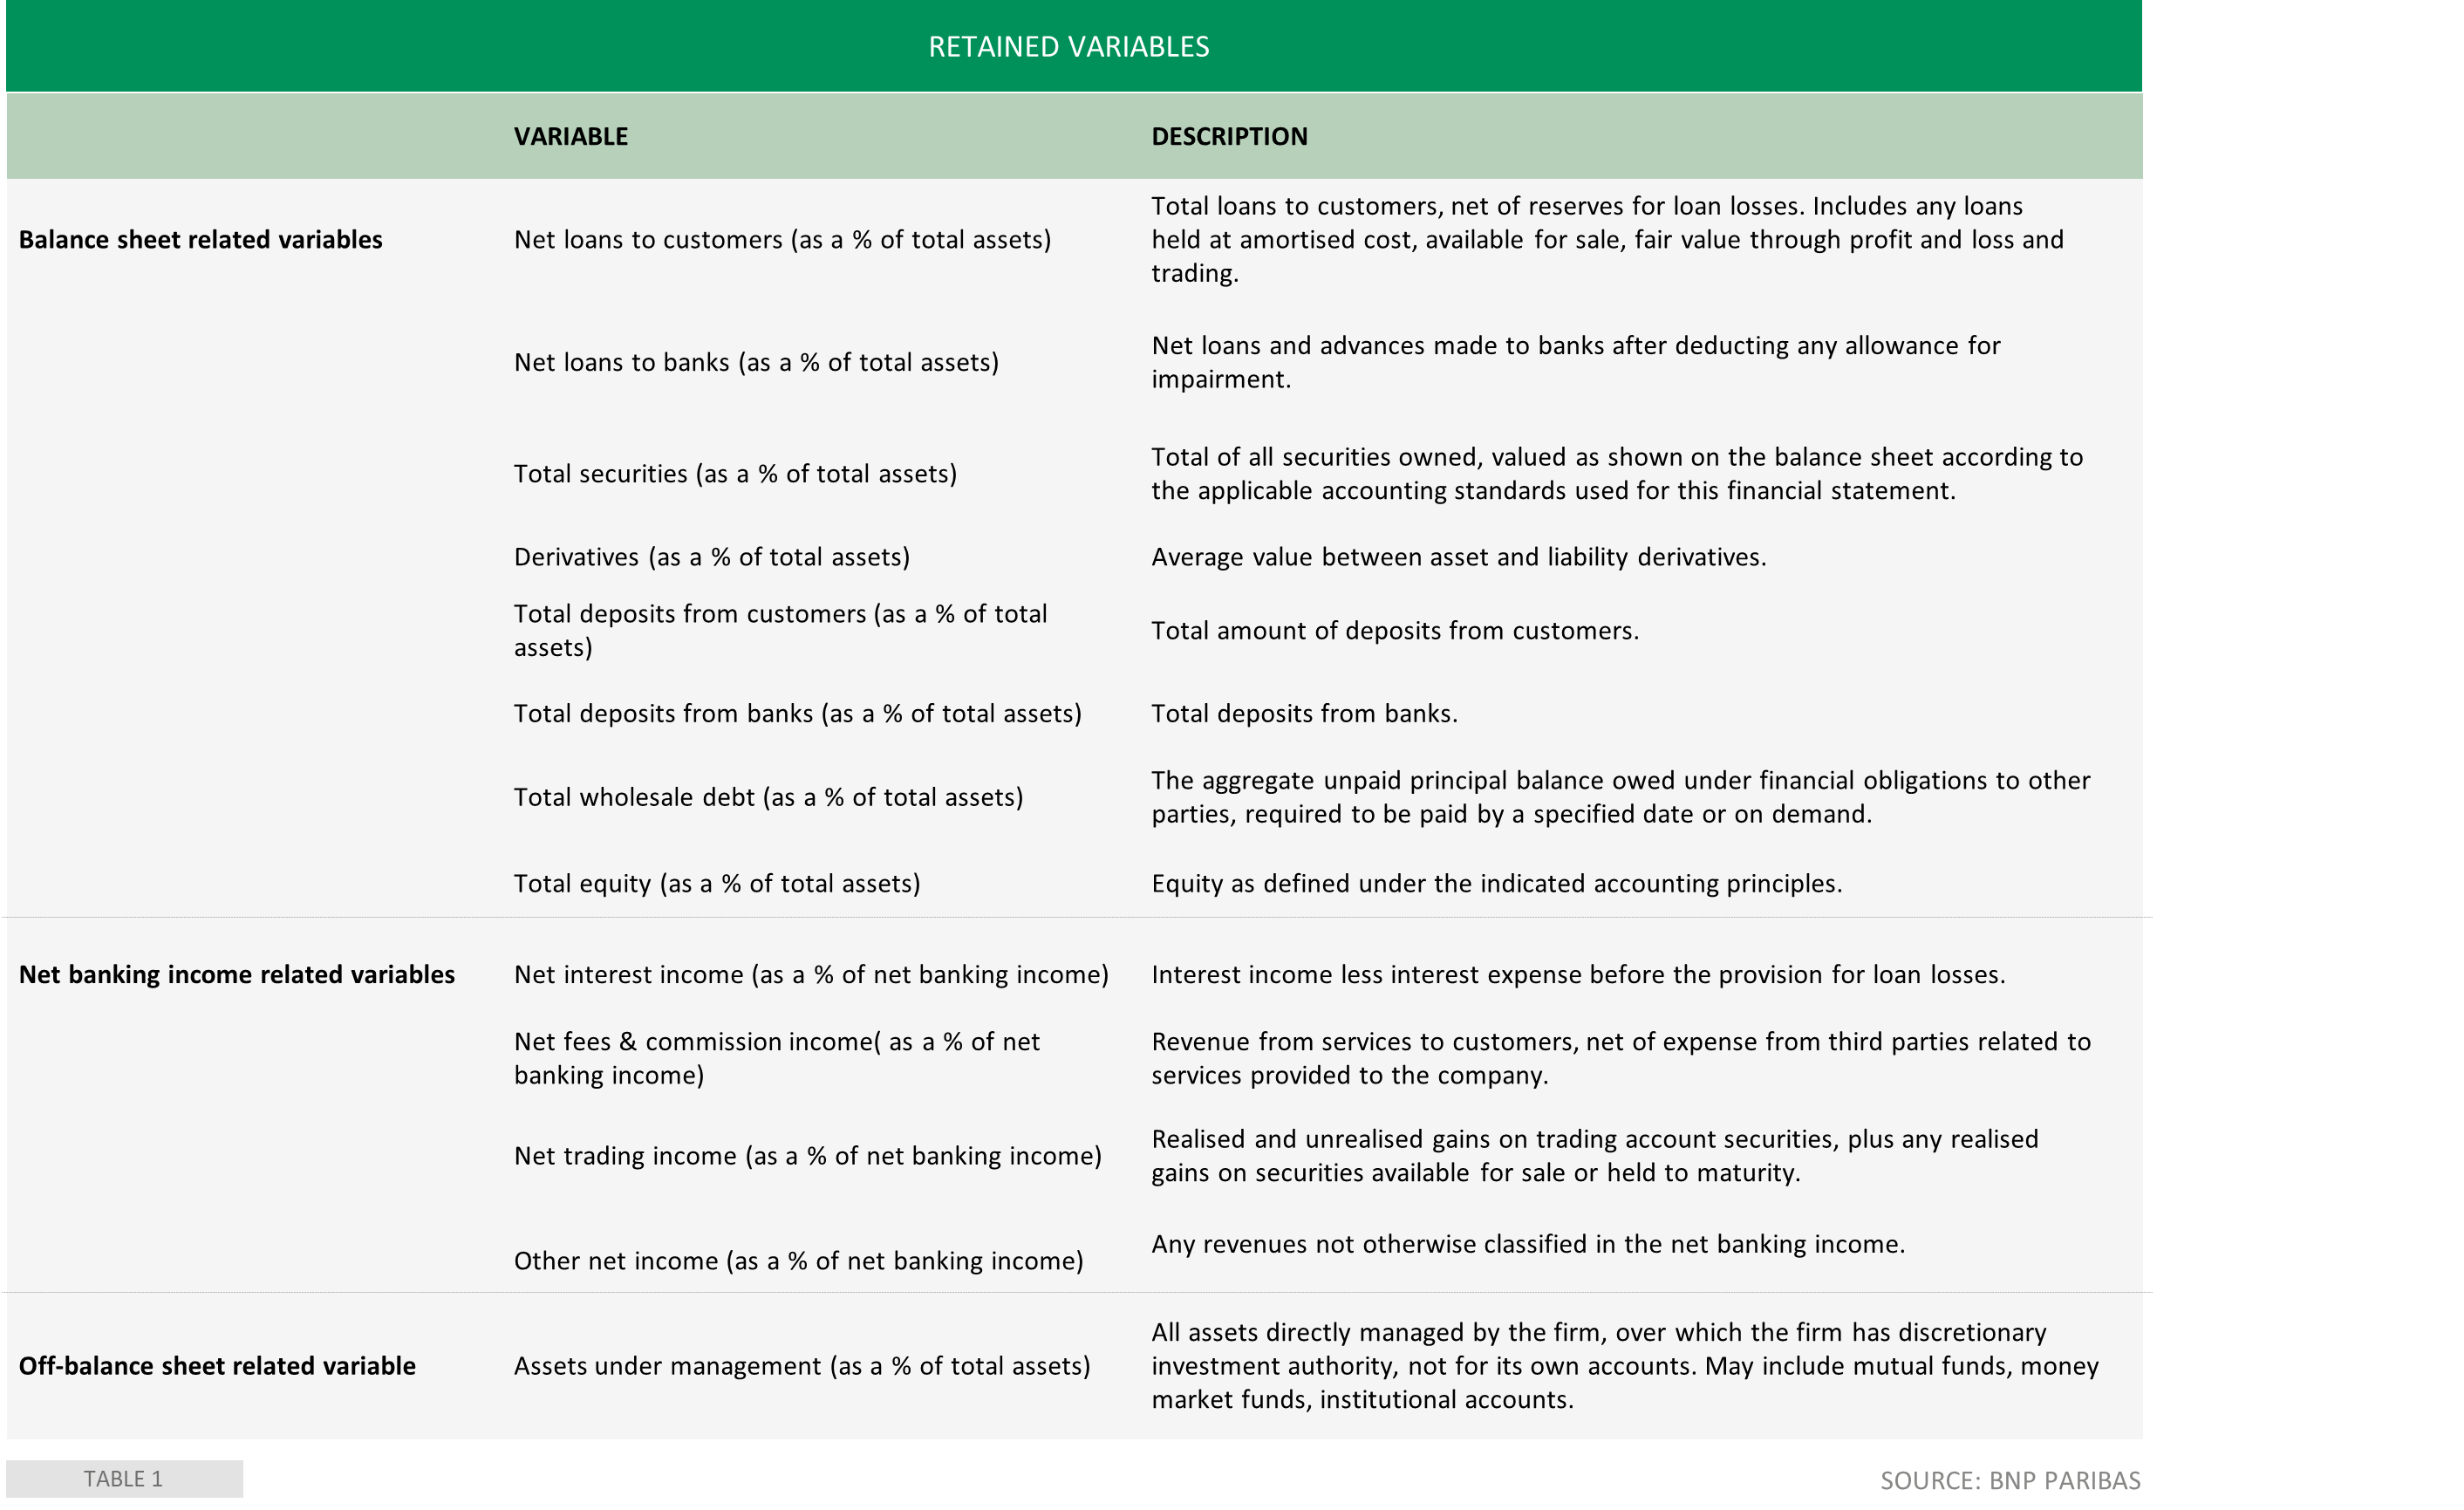 RETAINED VARIABLES
VARIABLE DESCRIPTION
Balance sheet related variables
Net loans to customers (as a % of total assets)
Total loans to customers, net of reserves for loan losses. Includes any loans
held at amortised cost, available for sale, fair value through profit and loss and
trading.
Net loans to banks (as a % of total assets)
Net loans and advances made to banks after deducting any allowance for
impairment.
Total securities (as a % of total assets)
Total of all securities owned, valued as shown on the balance sheet according to
the applicable accounting standards used for this financial statement.
Derivatives (as a % of total assets)
Average value between asset and liability derivatives.
Total deposits from customers (as a % of total
assets)
Total amount of deposits from customers.
Total deposits from banks (as a % of total assets)
Total deposits from banks.
Total wholesale debt (as a % of total assets)
The aggregate unpaid principal balance owed under financial obligations to other
parties, required to be paid by a specified date or on demand.
Total equity (as a % of total assets)
Equity as defined under the indicated accounting principles.
Net banking income related variables
Net interest income (as a % of net banking income)
Interest income less interest expense before the provision for loan losses.
Net fees & commission income( as a % of net
banking income)
Revenue from services to customers, net of expense from third parties related to
services provided to the company.
Net trading income (as a % of net banking income)
Realised and unrealised gains on trading account securities, plus any realised
gains on securities available for sale or held to maturity.
Other net income (as a % of net banking income)
Any revenues not otherwise classified in the net banking income.
Off-balance sheet related variable
Assets under management (as a % of total assets)
All assets directly managed by the firm, over which the firm has discretionary
investment authority, not for its own accounts. May include mutual funds, money
market funds, institutional accounts.
TABLE 1
SOURCE: BNP PARIBAS